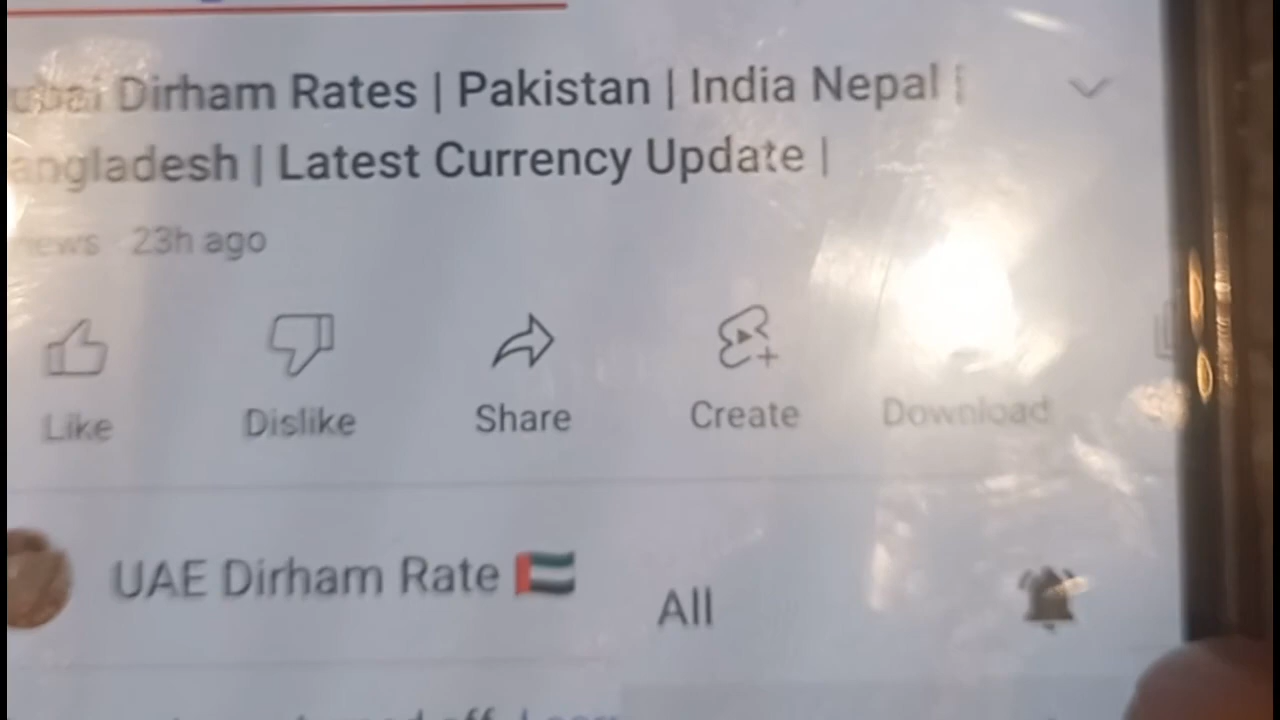 Dirham Rates | Pakistan | India Nepal |
angladesh | Latest Currency Update |
23h ago
Like Dislike Share Create Download
UAE Dirham Rate All